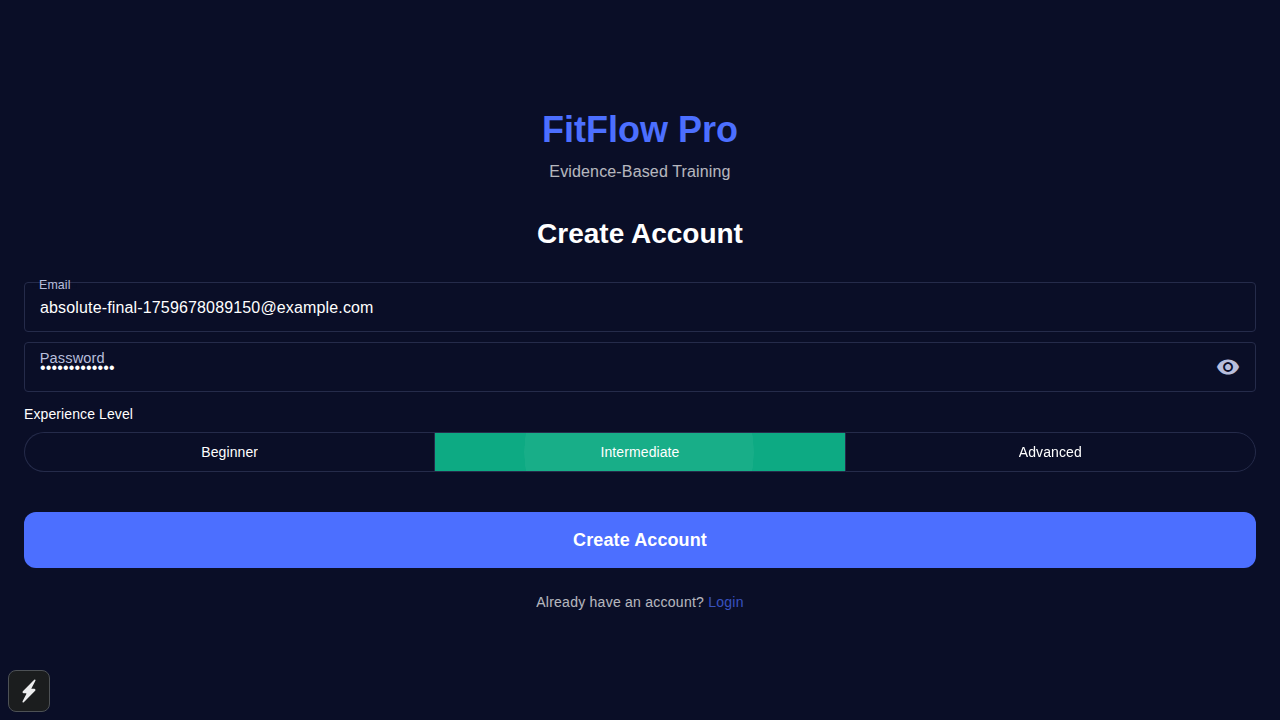 FitFlow Pro
Evidence-Based Training
Create Account
Email
absolute-final-1759678089150@example.com
Password
•••••••••••••
Experience Level
Beginner
Intermediate
Advanced
Create Account
Already have an account? Login